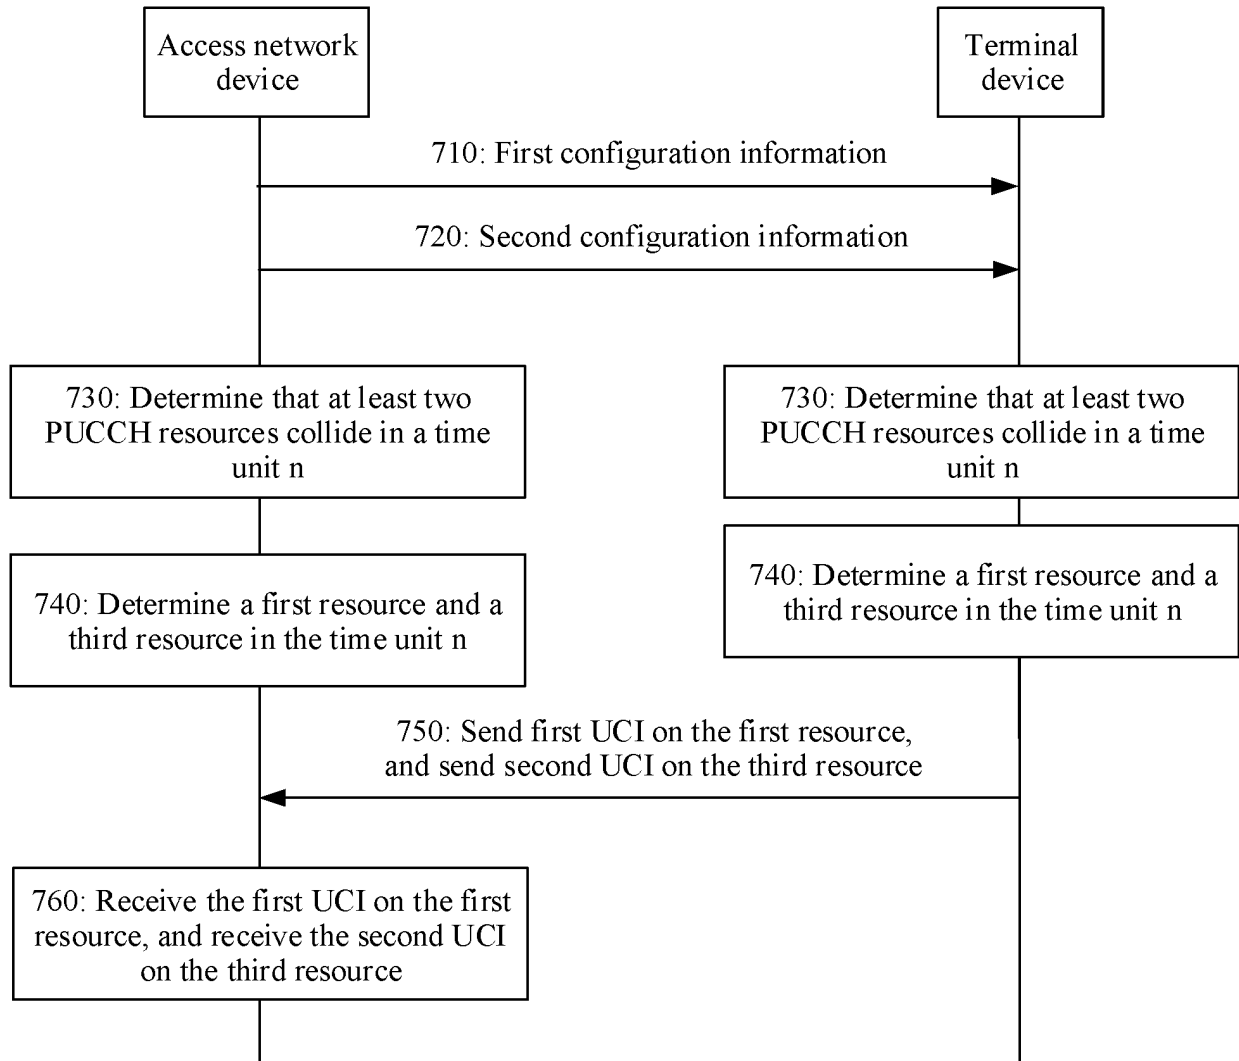 Access network
device
Terminal
device
710: First configuration information
720: Second configuration information
730: Determine that at least two
PUCCH resources collide in a time
unit n
730: Determine that at least two
PUCCH resources collide in a time
unit n
740: Determine a first resource and a
third resource in the time unit n
740: Determine a first resource and a
third resource in the time unit n
750: Send first UCI on the first resource,
and send second UCI on the third resource
760: Receive the first UCI on the first
resource, and receive the second UCI
on the third resource